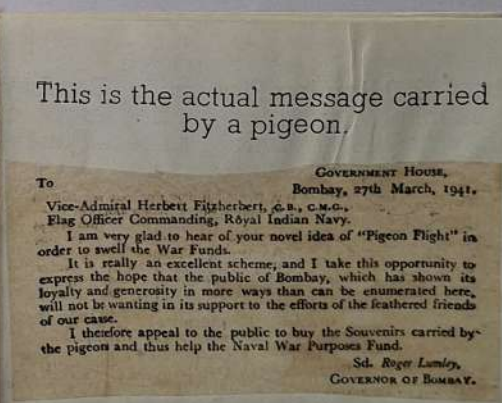 This is the actual message carried
by a pigeon.
GOVERNMENT HOUSE,
To
Bombay, 27th March, 1941.
Vice-Admiral Herbert Fitzherbert, C.B., C.M.G.,
Flag Officer Commanding, Royal Indian Navy.
I am very glad to hear of your novel idea of "Pigeon Flight" in
order to swell the War Funds.
It is really an excellent scheme, and I take this opportunity to
express the hope that the public of Bombay, which has shown its
loyalty and generosity in more ways than can be enumerated here,
will not be wanting in its support to the efforts of the feathered friends
of our cause.
I therefore appeal to the public to buy the Souvenirs carried by
the pigeon and thus help the Naval War Purposes Fund.
Sd. Roger Lumley,
GOVERNOR OF BOMBAY.